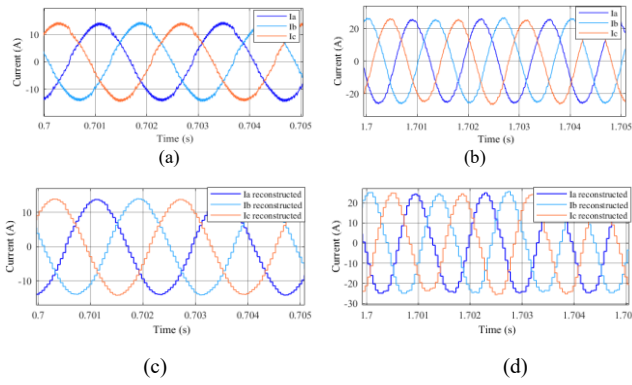 Current (A)
10
0
-10
Ia
Ib
Ic
0.7 0.701 0.702 0.703 0.704 0.705
Time (s)
(a)
Current (A)
20
0
-20
Ia
Ib
Ic
1.7 1.701 1.702 1.703 1.704 1.705
Time (s)
(b)
Current (A)
10
0
-10
Ia reconstructed
Ib reconstructed
Ic reconstructed
0.7 0.701 0.702 0.703 0.704 0.705
Time (s)
(c)
Current (A)
20
10
0
-10
-20
-30
Ia reconstructed
Ib reconstructed
Ic reconstructed
1.7 1.701 1.702 1.703 1.704 1.70
Time (s)
(d)